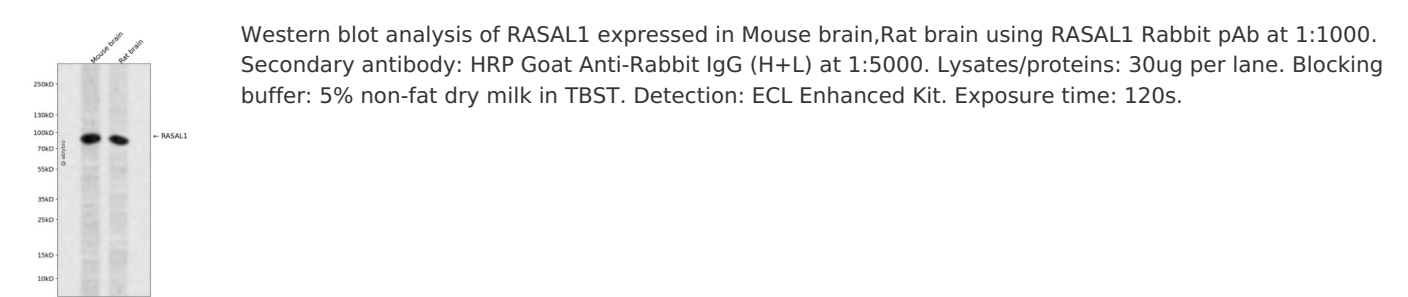 Mouse brain
Rat brain
250kD
130kD
100kD
70kD
55kD
35kD
25kD
15kD
10kD
← RASAL1
Western blot analysis of RASAL1 expressed in Mouse brain,Rat brain using RASAL1 Rabbit pAb at 1:1000.
Secondary antibody: HRP Goat Anti-Rabbit IgG (H+L) at 1:5000. Lysates/proteins: 30ug per lane. Blocking
buffer: 5% non-fat dry milk in TBST. Detection: ECL Enhanced Kit. Exposure time: 120s.